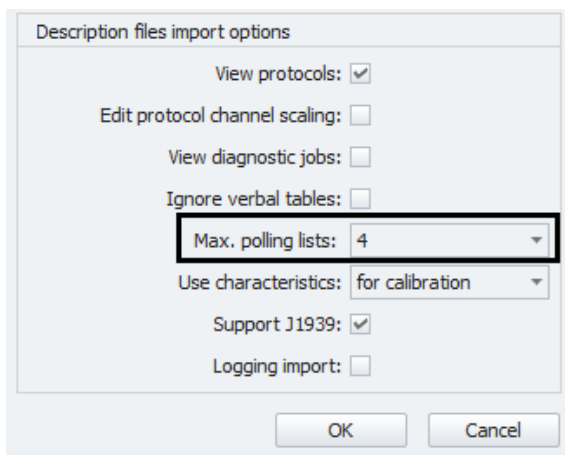 Description files import options
View protocols:
Edit protocol channel scaling:
View diagnostic jobs:
Ignore verbal tables:
Max. polling lists: 4
Use characteristics: for calibration
Support J1939:
Logging import:
OK Cancel